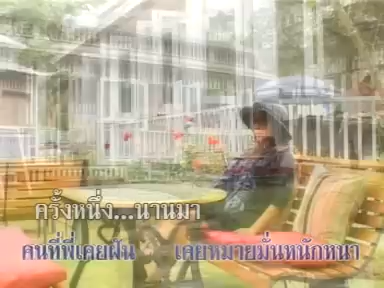 ครั้งหนึ่ง...นานมา
คนที่พี่เคยฝัน เคยหมายมั่นหนักหนา